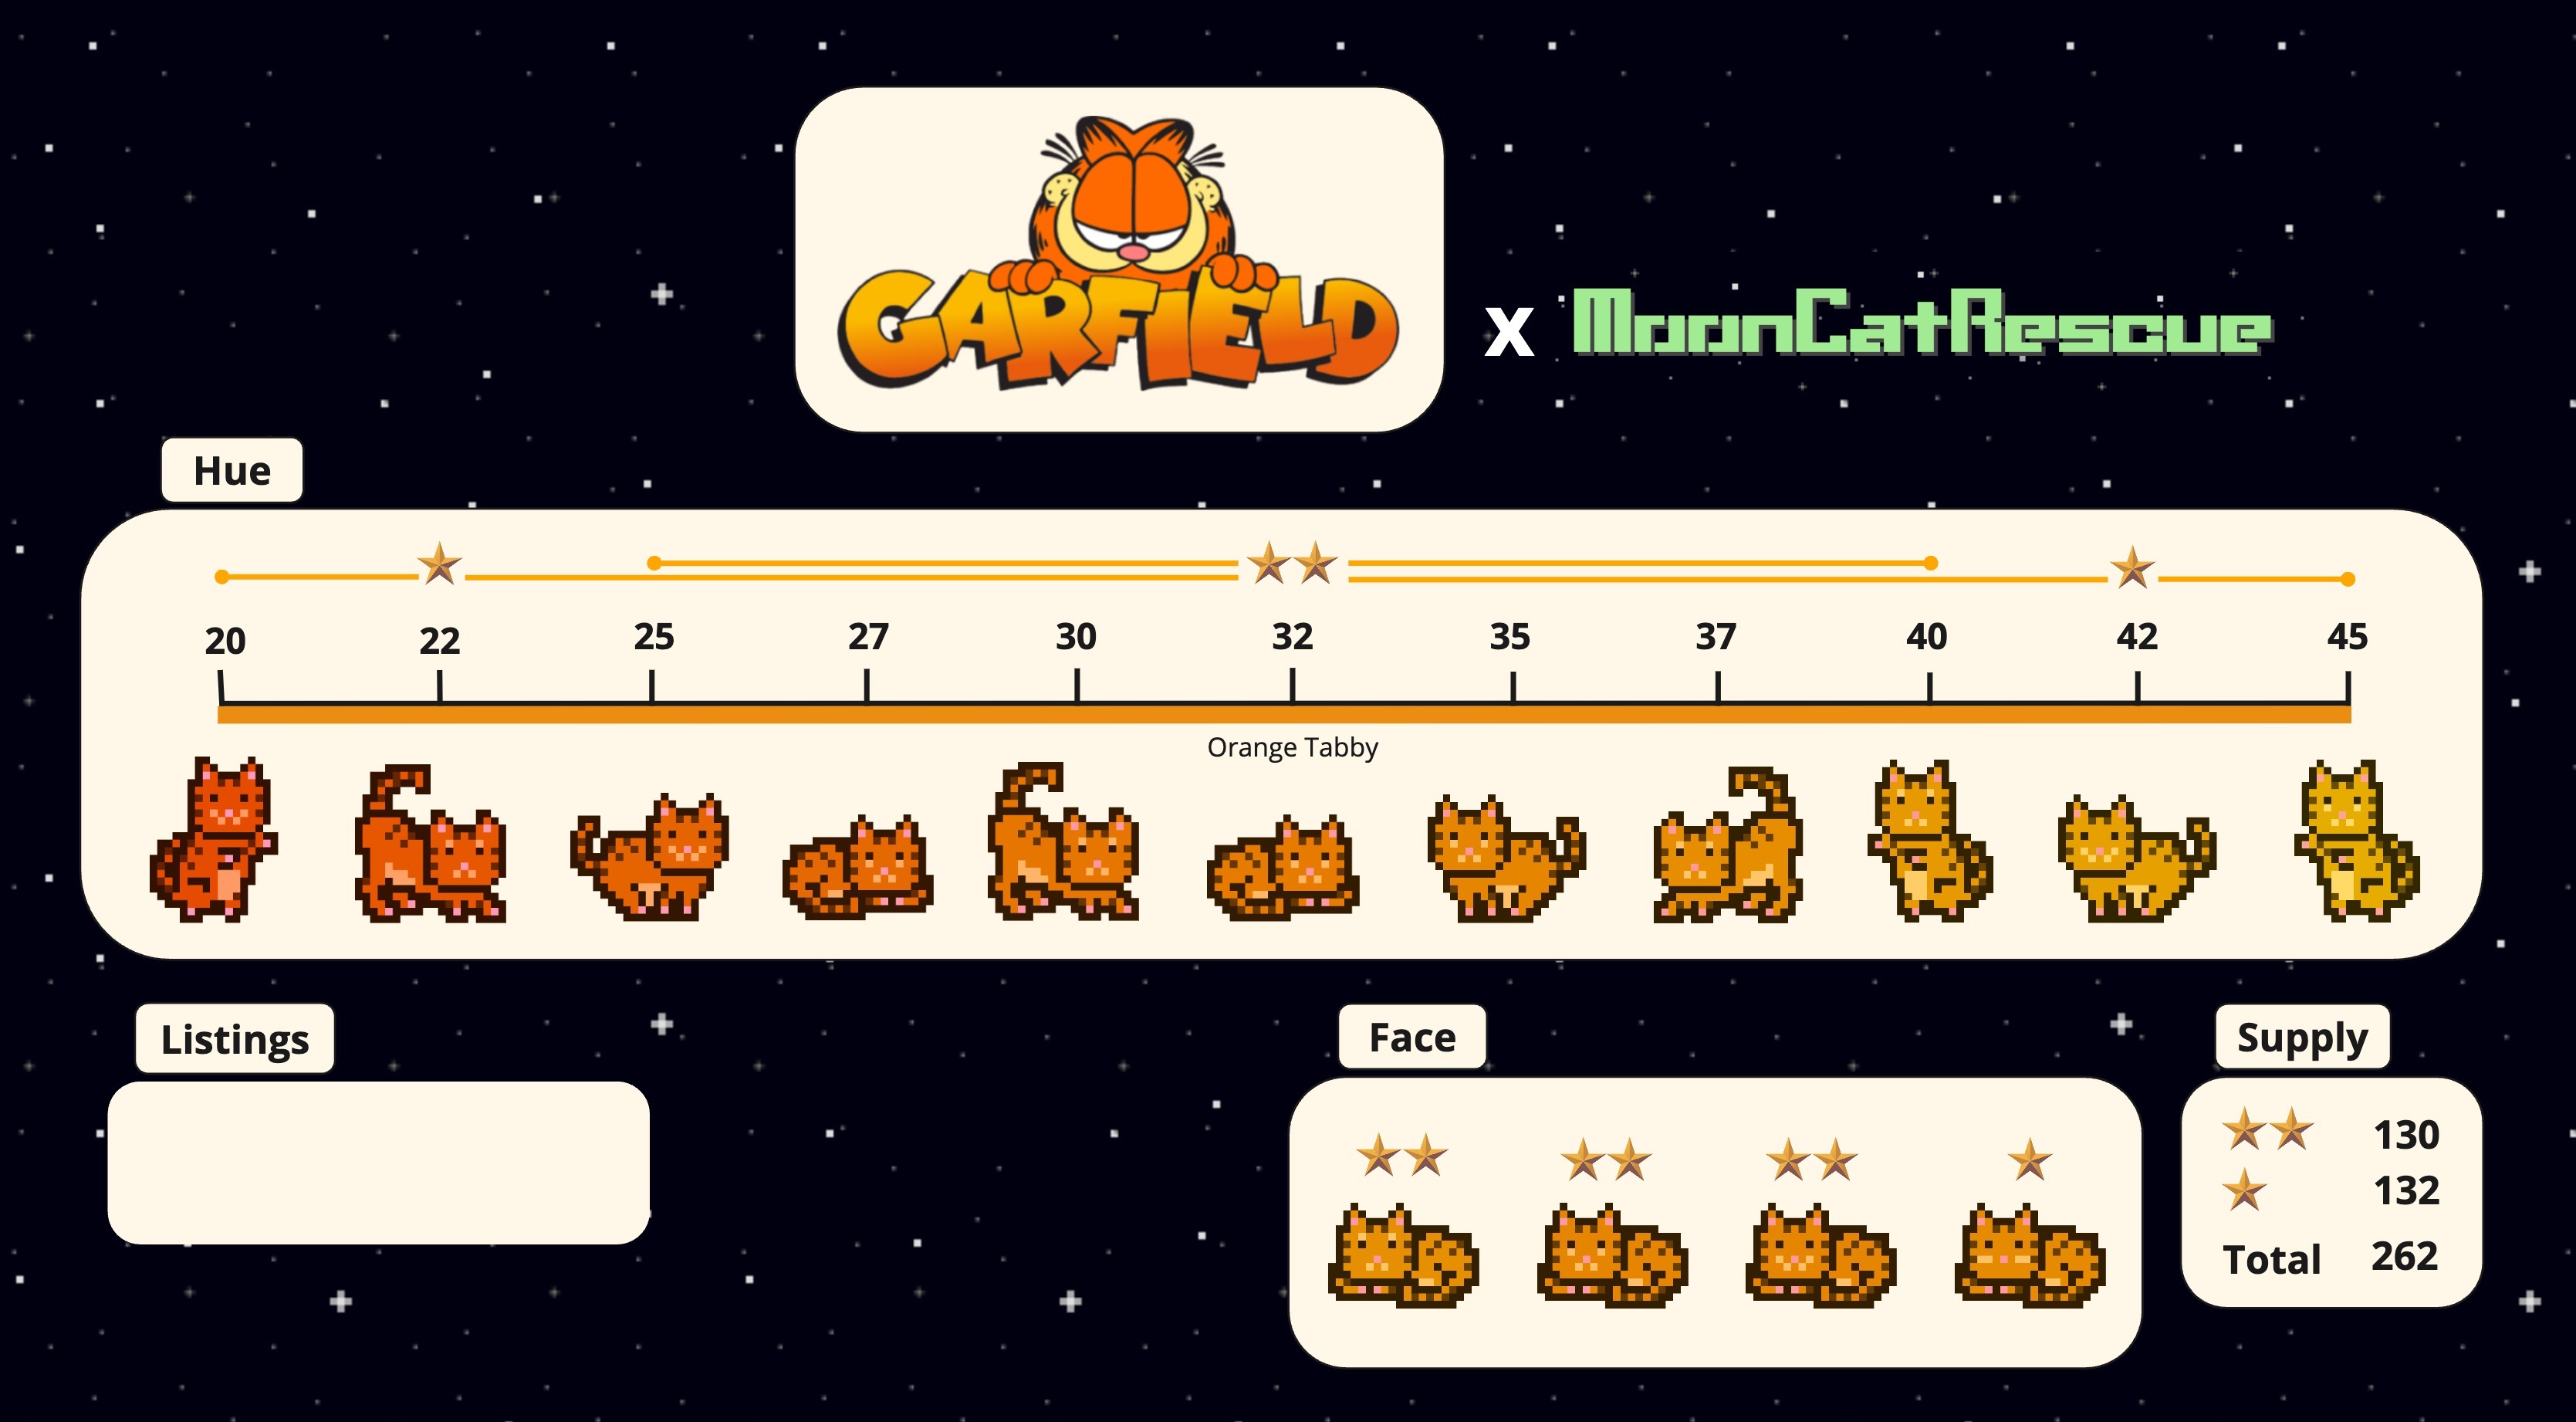 GARFIELD
x MoonCatRescue
Hue
20 22 25 27 30 32 35 37 40 42 45
Orange Tabby
Listings
Face
Supply
130
132
Total 262